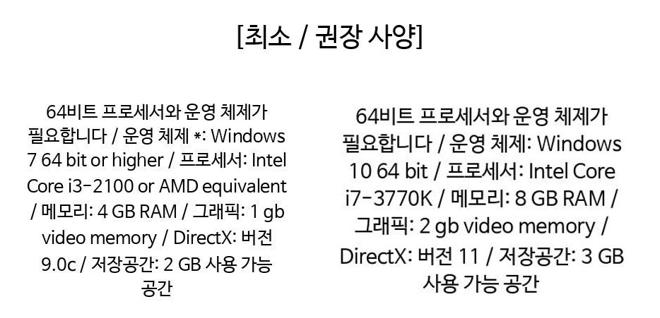 [최소 / 권장 사양]
64비트 프로세서와 운영 체제가
필요합니다 / 운영 체제 *: Windows
7 64 bit or higher / 프로세서: Intel
Core i3-2100 or AMD equivalent
/ 메모리: 4 GB RAM / 그래픽: 1 gb
video memory / DirectX: 버전
9.0c / 저장공간: 2 GB 사용 가능
공간
64비트 프로세서와 운영 체제가
필요합니다 / 운영 체제: Windows
10 64 bit / 프로세서: Intel Core
i7-3770K / 메모리: 8 GB RAM /
그래픽: 2 gb video memory /
DirectX: 버전 11 / 저장공간: 3 GB
사용 가능 공간